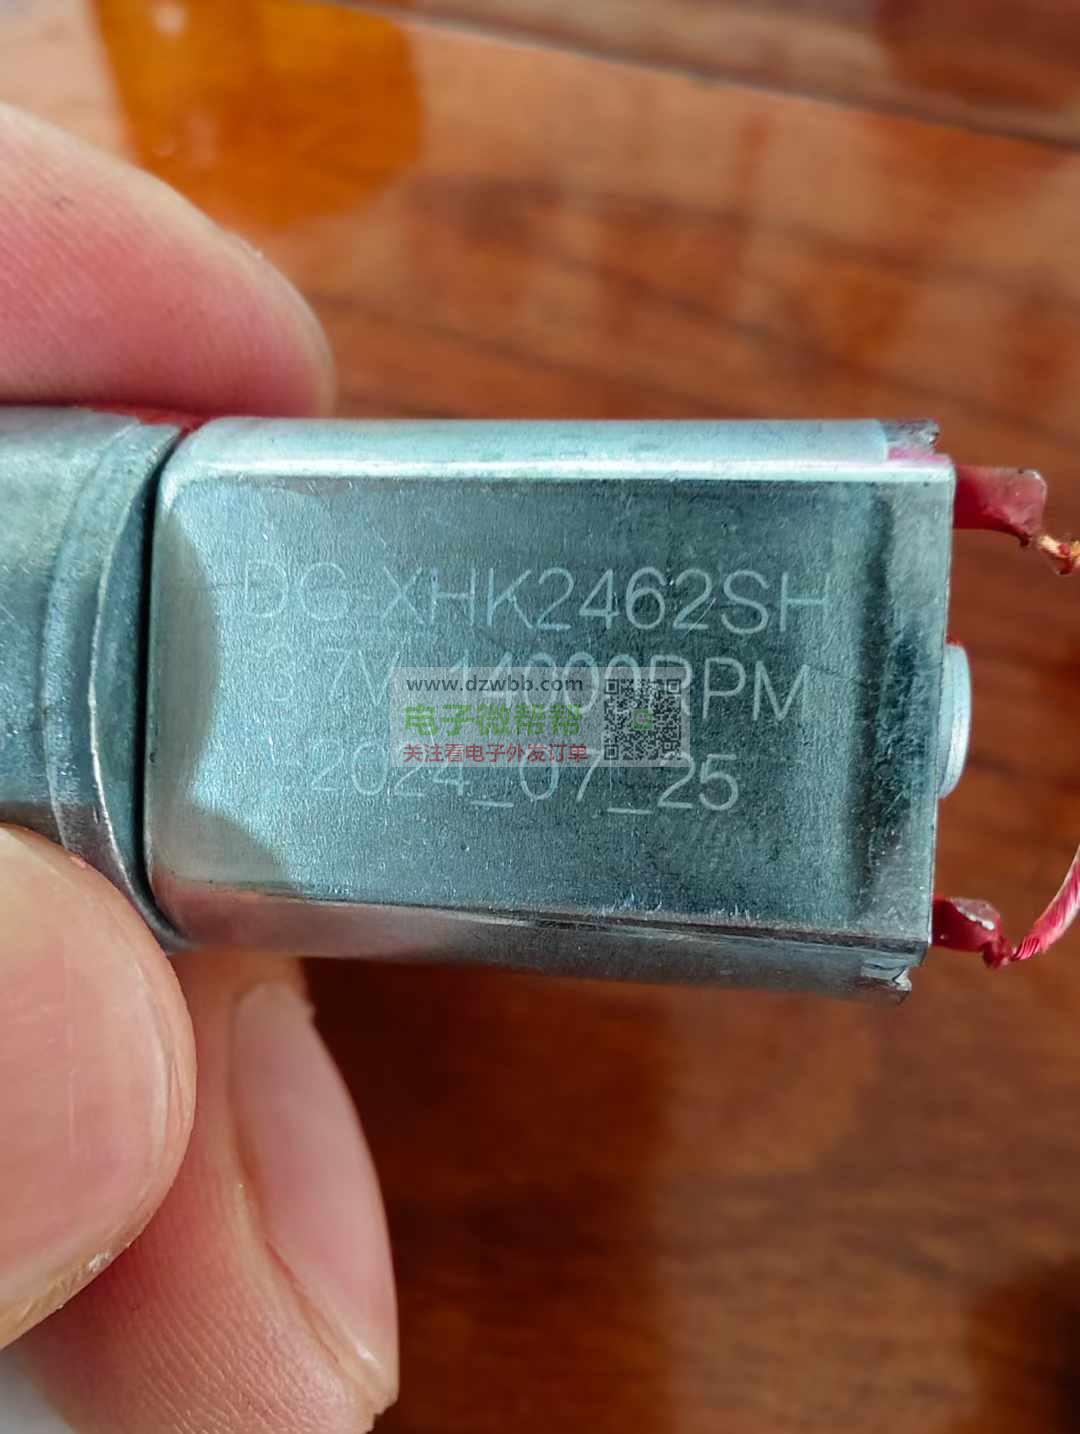 DC XHK2462SH
3.7V 14000RPM
2024_07_25
www.dzwbb.com
电子微帮帮
关注看电子外发订单